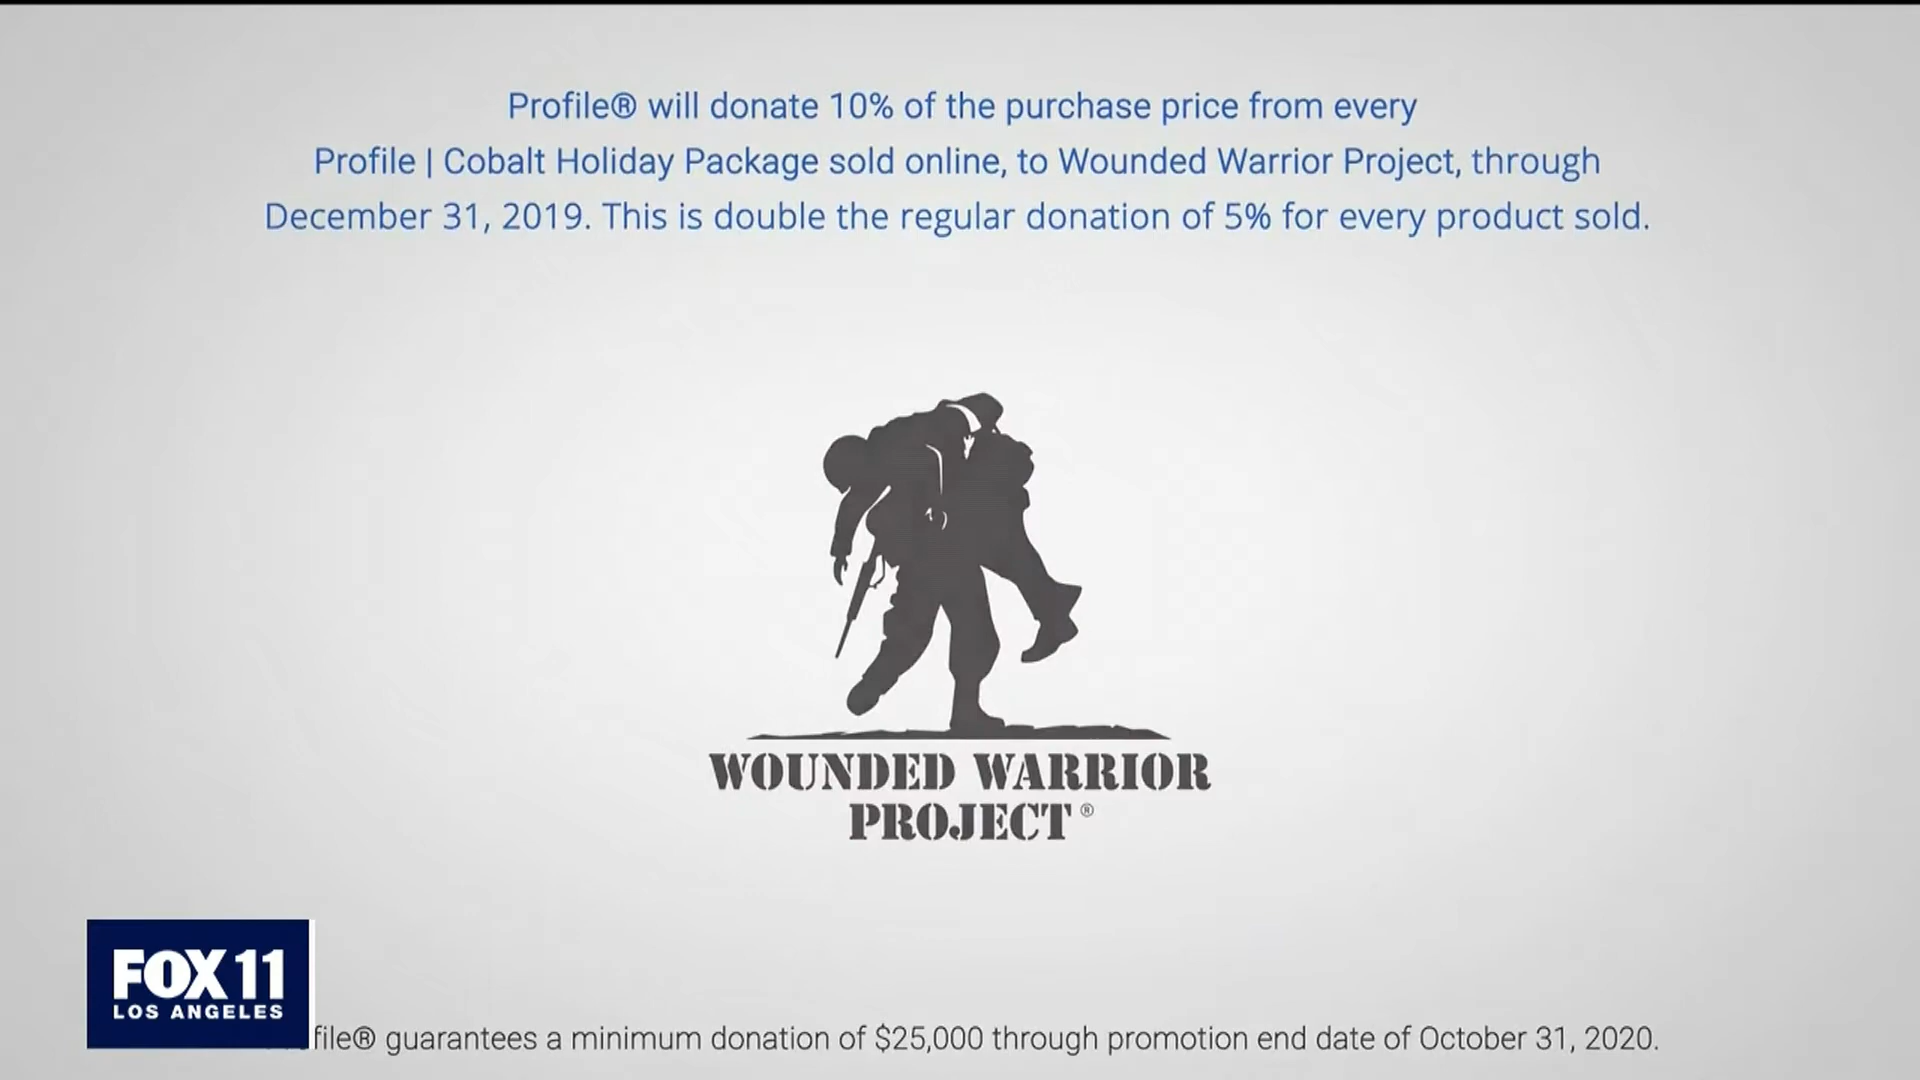 Profile® will donate 10% of the purchase price from every
Profile | Cobalt Holiday Package sold online, to Wounded Warrior Project, through
December 31, 2019. This is double the regular donation of 5% for every product sold.
WOUNDED WARRIOR
PROJECT®
FOX 11
LOS ANGELES
file® guarantees a minimum donation of $25,000 through promotion end date of October 31, 2020.